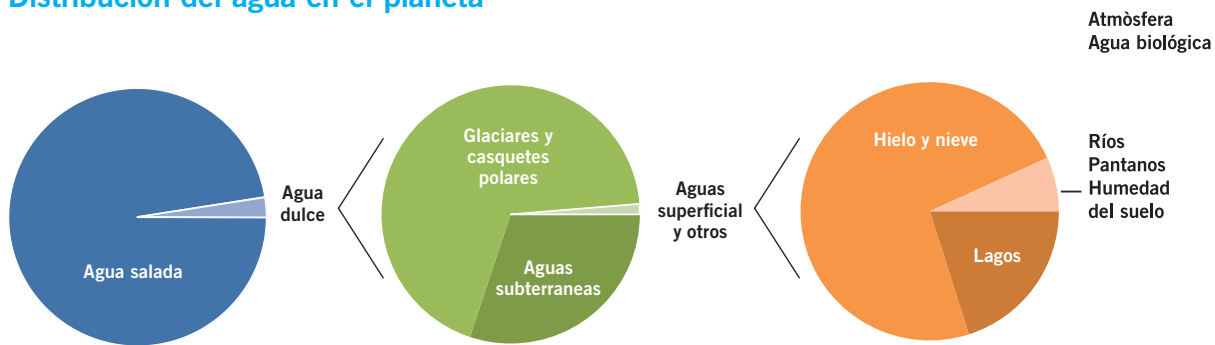 Distribución del agua en el planeta
Atmòsfera
Agua biológica
Agua salada
Agua
dulce
Glaciares y
casquetes
polares
Aguas
subterraneas
Aguas
superficial
y otros
Hielo y nieve
Lagos
Ríos
Pantanos
Humedad
del suelo